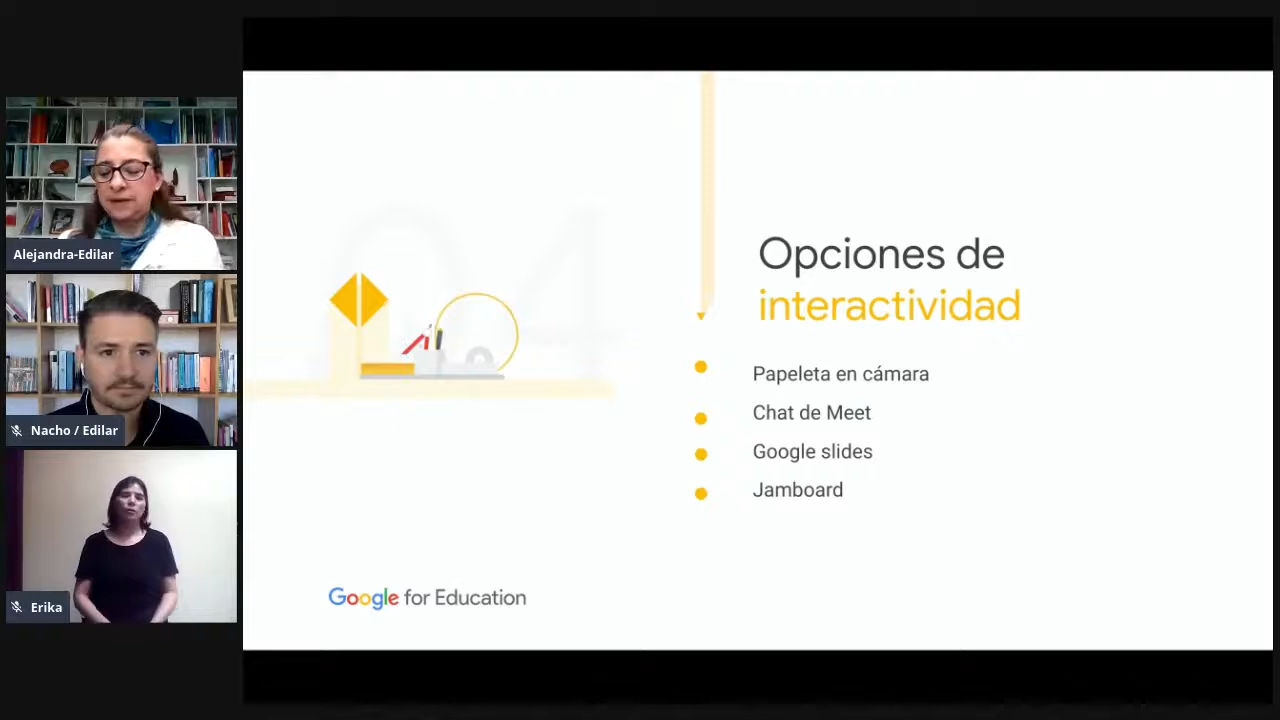 Alejandra-Edilar
Nacho / Edilar
Erika
04
Opciones de
interactividad
Papeleta en cámara
Chat de Meet
Google slides
Jamboard
Google for Education